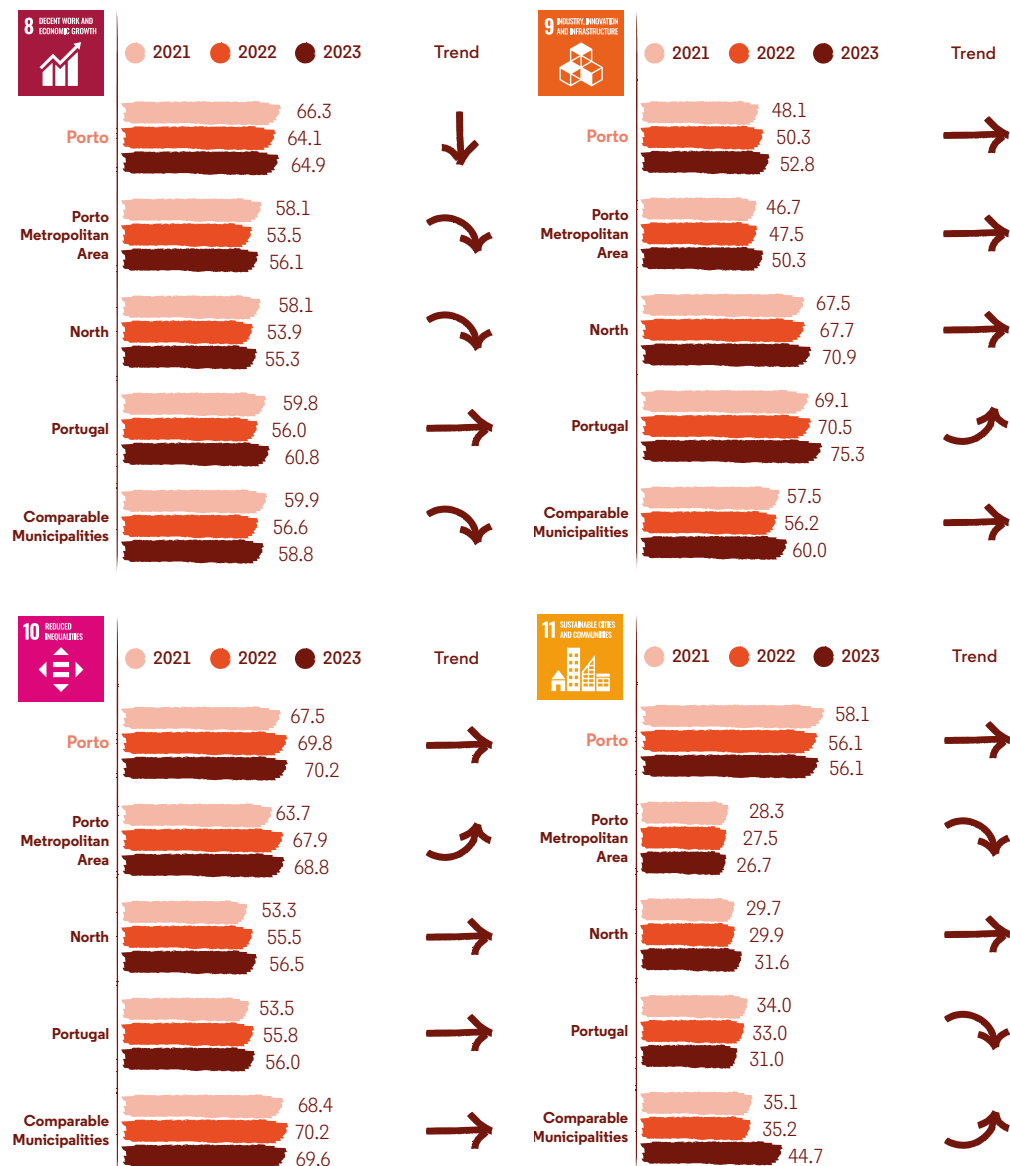 8 DECENT WORK AND
ECONOMIC GROWTH
2021 2022 2023 Trend
Porto
66.3
64.1
64.9
Porto
Metropolitan
Area
58.1
53.5
56.1
North
58.1
53.9
55.3
Portugal
59.8
56.0
60.8
Comparable
Municipalities
59.9
56.6
58.8
9 INDUSTRY, INNOVATION
AND INFRASTRUCTURE
2021 2022 2023 Trend
Porto
48.1
50.3
52.8
Porto
Metropolitan
Area
46.7
47.5
50.3
North
67.5
67.7
70.9
Portugal
69.1
70.5
75.3
Comparable
Municipalities
57.5
56.2
60.0
10 REDUCED
INEQUALITIES
2021 2022 2023 Trend
Porto
67.5
69.8
70.2
Porto
Metropolitan
Area
63.7
67.9
68.8
North
53.3
55.5
56.5
Portugal
53.5
55.8
56.0
Comparable
Municipalities
68.4
70.2
69.6
11 SUSTAINABLE CITIES
AND COMMUNITIES
2021 2022 2023 Trend
Porto
58.1
56.1
56.1
Porto
Metropolitan
Area
28.3
27.5
26.7
North
29.7
29.9
31.6
Portugal
34.0
33.0
31.0
Comparable
Municipalities
35.1
35.2
44.7